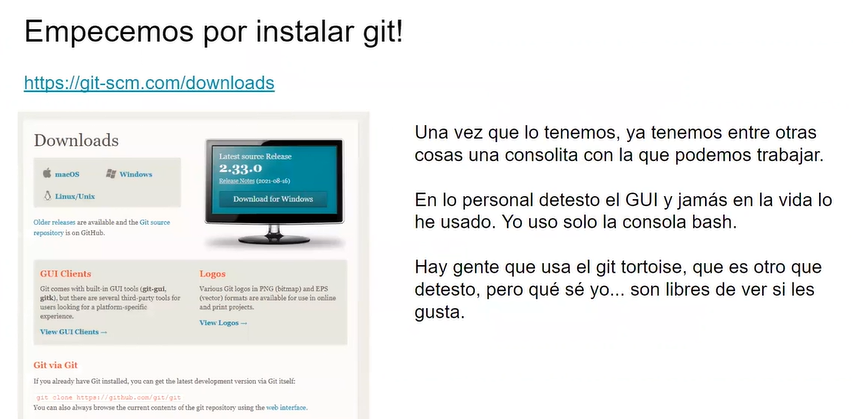 Empecemos por instalar git!
https://git-scm.com/downloads
Downloads
macOS
Windows
Linux/Unix
Older releases are available and the Git source
repository is on GitHub.
Latest source Release
2.33.0
Release Notes (2021-08-16)
Download for Windows
GUI Clients
Git comes with built-in GUI tools (git-gui,
gitk), but there are several third-party tools for
users looking for a platform-specific
experience.
View GUI Clients →
Logos
Various Git logos in PNG (bitmap) and EPS
(vector) formats are available for use in online
and print projects.
View Logos →
Git via Git
If you already have Git installed, you can get the latest development version via Git itself:
git clone https://github.com/git/git
You can also always browse the current contents of the git repository using the web interface.
Una vez que lo tenemos, ya tenemos entre otras
cosas una consolita con la que podemos trabajar.
En lo personal detesto el GUI y jamás en la vida lo
he usado. Yo uso solo la consola bash.
Hay gente que usa el git tortoise, que es otro que
detesto, pero qué sé yo... son libres de ver si les
gusta.